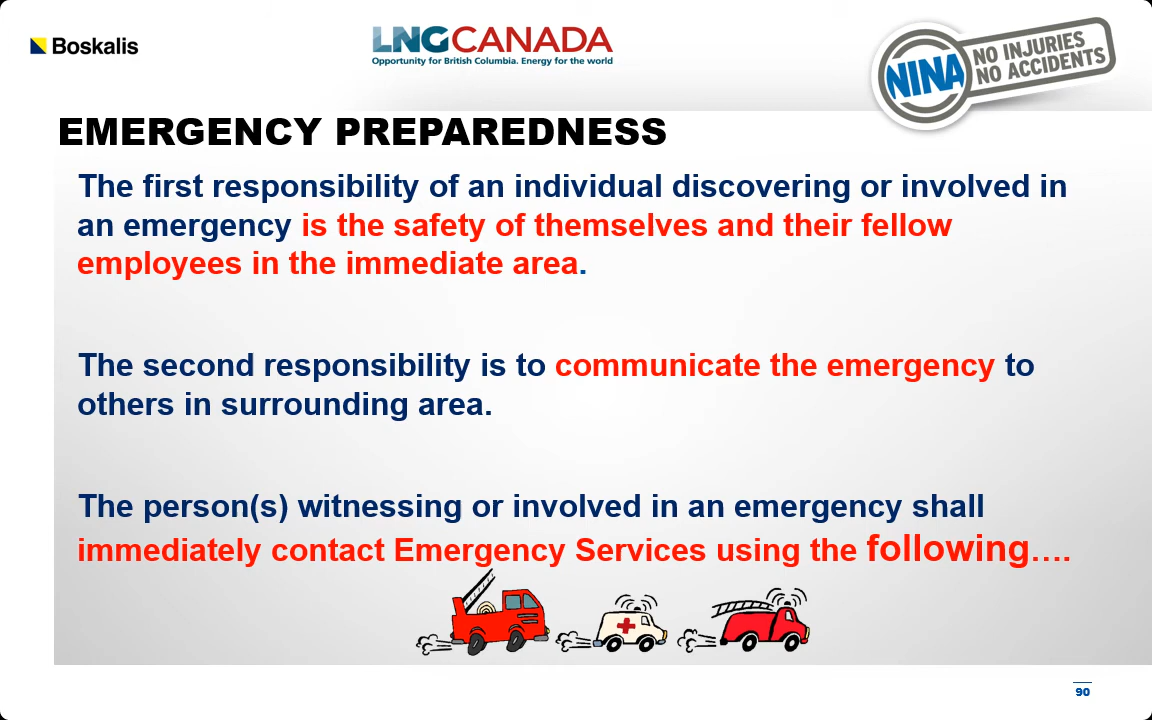 Boskalis
LNGCANADA
Opportunity for British Columbia. Energy for the world
NINA
NO INJURIES
NO ACCIDENTS
EMERGENCY PREPAREDNESS
The first responsibility of an individual discovering or involved in
an emergency is the safety of themselves and their fellow
employees in the immediate area.
The second responsibility is to communicate the emergency to
others in surrounding area.
The person(s) witnessing or involved in an emergency shall
immediately contact Emergency Services using the following….
90